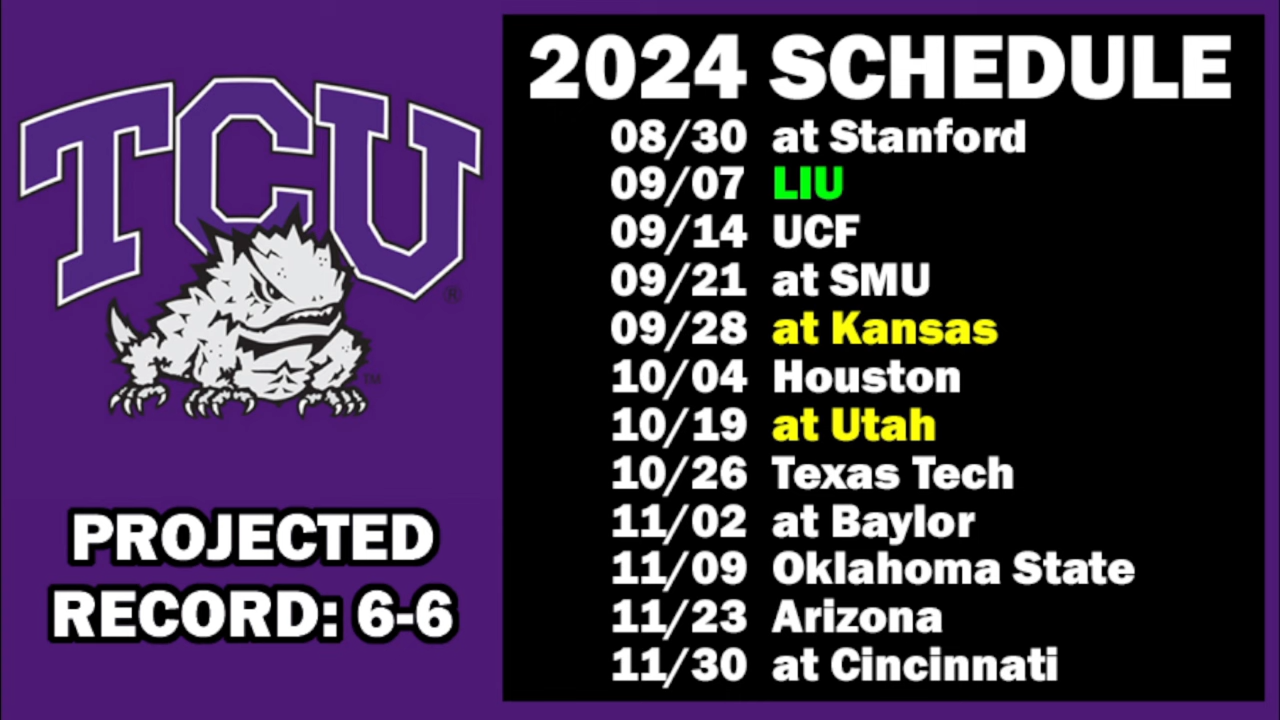 TCU
®
TM
PROJECTED
RECORD: 6-6
2024 SCHEDULE
08/30 at Stanford
09/07 LIU
09/14 UCF
09/21 at SMU
09/28 at Kansas
10/04 Houston
10/19 at Utah
10/26 Texas Tech
11/02 at Baylor
11/09 Oklahoma State
11/23 Arizona
11/30 at Cincinnati